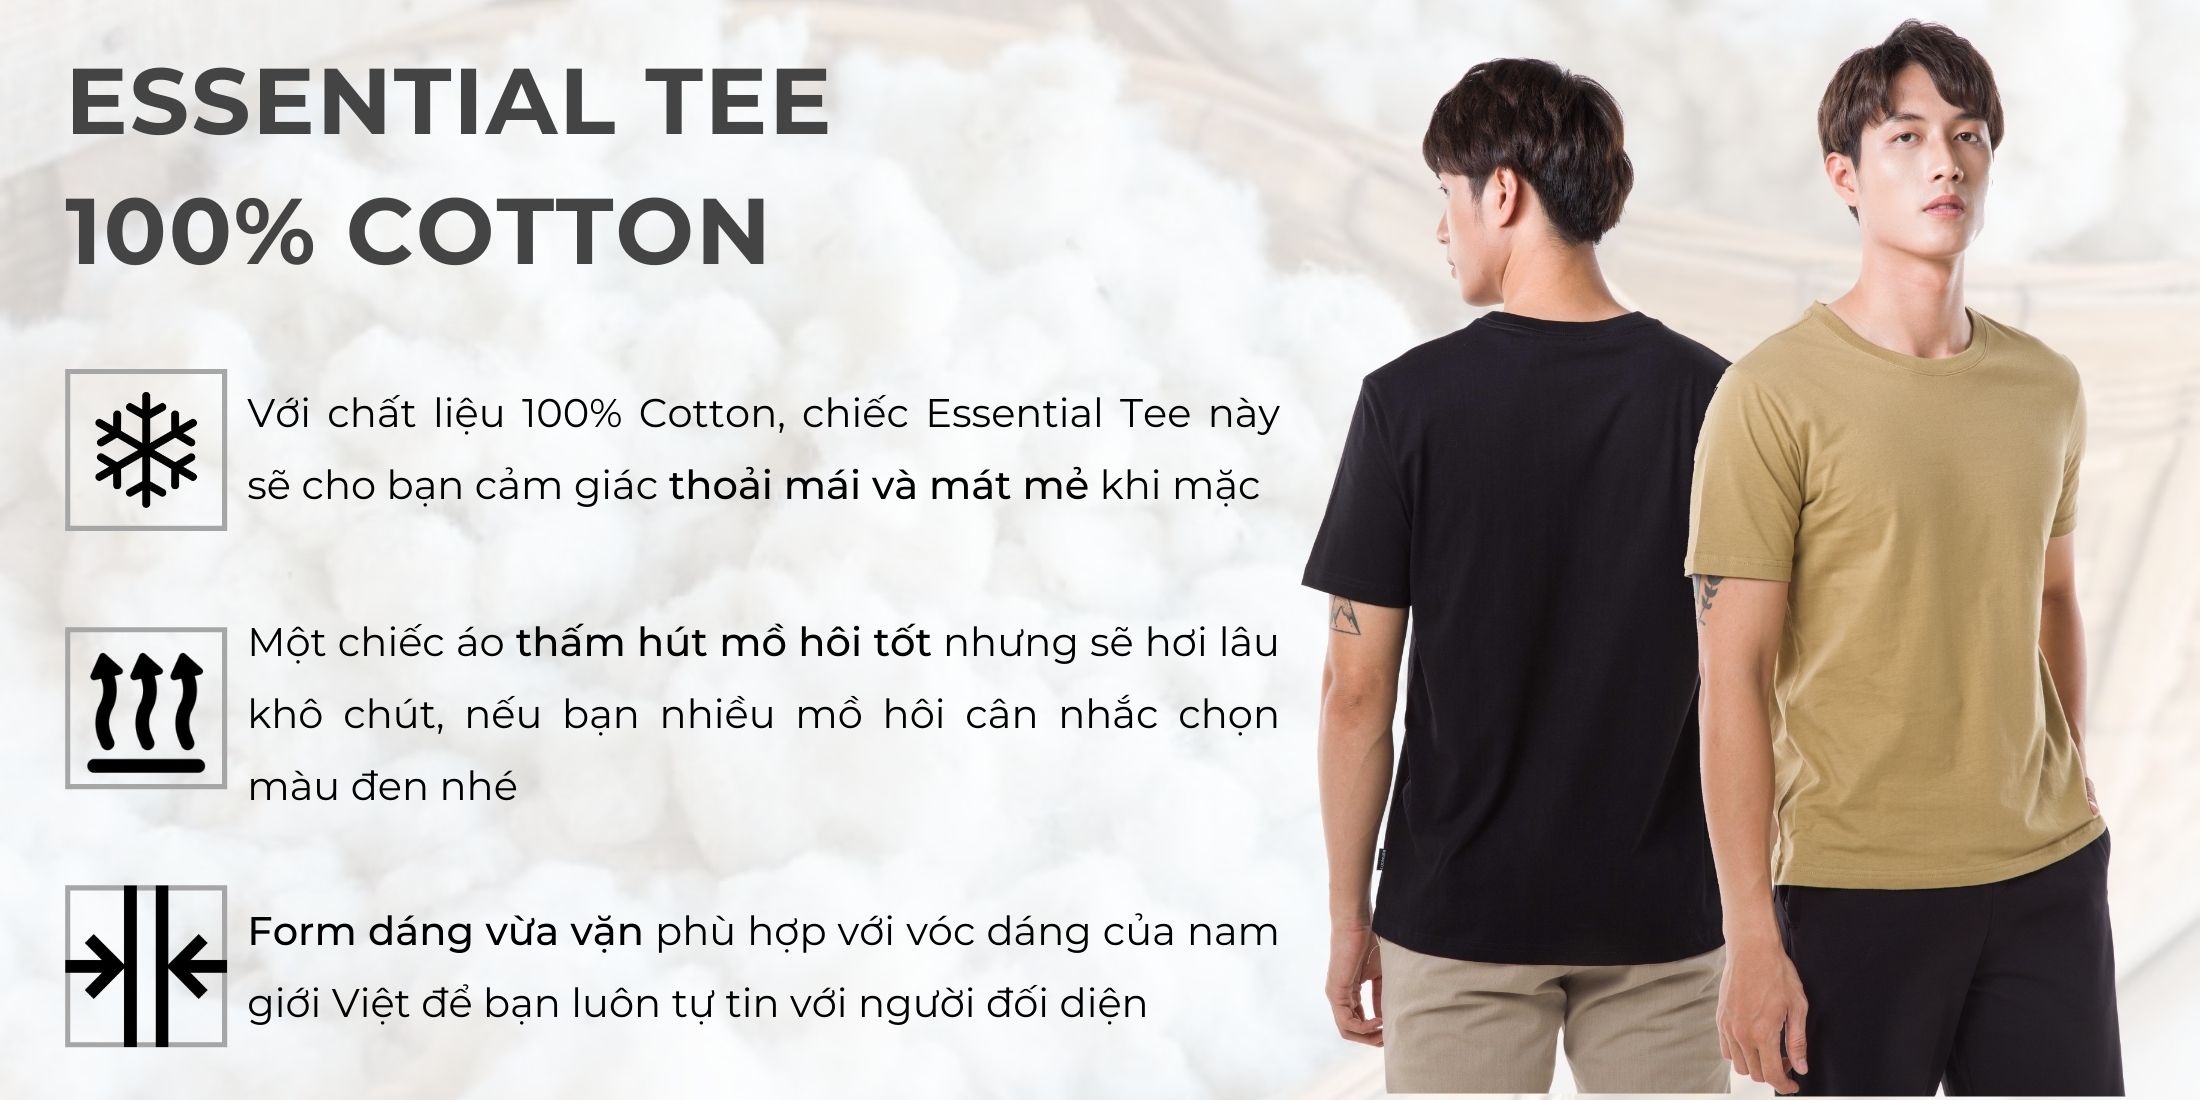 ESSENTIAL TEE
100% COTTON
Với chất liệu 100% Cotton, chiếc Essential Tee này
sẽ cho bạn cảm giác thoải mái và mát mẻ khi mặc
Một chiếc áo thấm hút mồ hôi tốt nhưng sẽ hơi lâu
khô chút, nếu bạn nhiều mồ hôi cân nhắc chọn
màu đen nhé
Form dáng vừa vặn phù hợp với vóc dáng của nam
giới Việt để bạn luôn tự tin với người đối diện